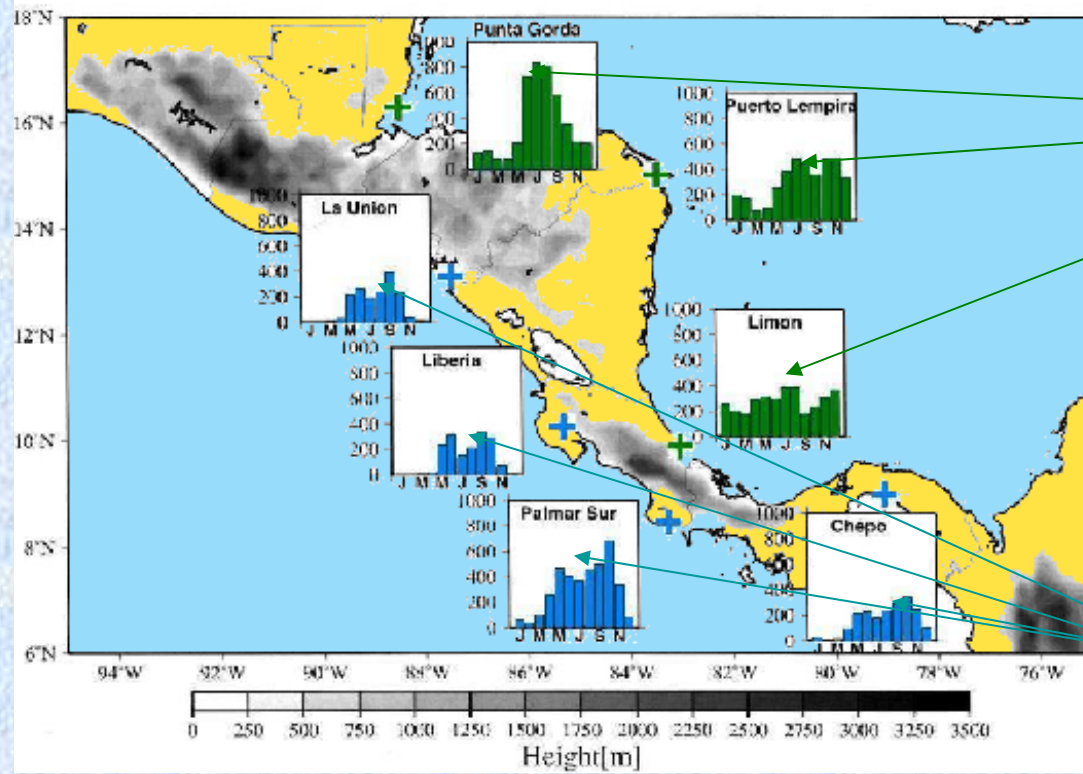 18°N
16°N
14°N
12°N
10°N
8°N
6°N
Punta Gorda
1000
800
600
400
200
0
J M M J S N
Puerto Lempira
1000
800
600
400
200
0
J M M J S N
La Union
1000
800
600
400
200
0
J M M J S N
Liberia
1000
800
600
400
200
0
J M M J S N
Limon
1000
800
600
400
200
0
J M M J S N
Palmar Sur
1000
800
600
400
200
0
J M M J S N
Chepo
1000
800
600
400
200
0
J M M J S N
94°W 92°W 90°W 88°W 86°W 84°W 82°W 80°W 78°W 76°W
0 250 500 750 1000 1250 1500 1750 2000 2250 2500 2750 3000 3250 3500
Height[m]